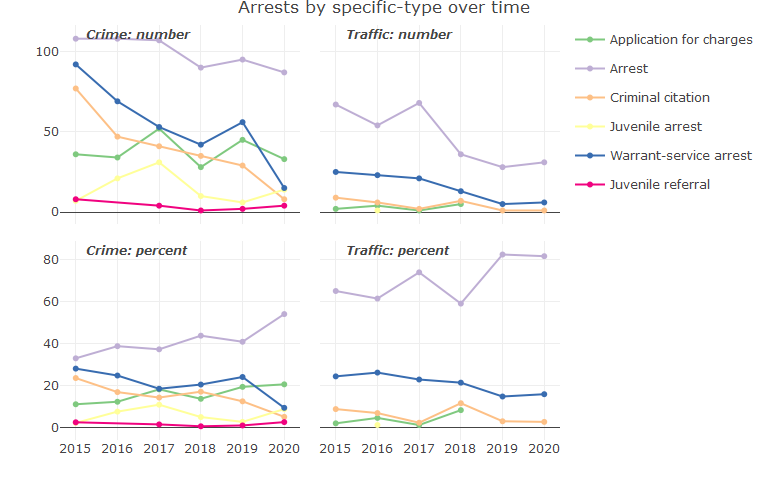 Arrests by specific-type over time
Crime: number
Traffic: number
100
50
0
Application for charges
Arrest
Criminal citation
Juvenile arrest
Warrant-service arrest
Juvenile referral
Crime: percent
Traffic: percent
80
60
40
20
0
2015 2016 2017 2018 2019 2020
2015 2016 2017 2018 2019 2020